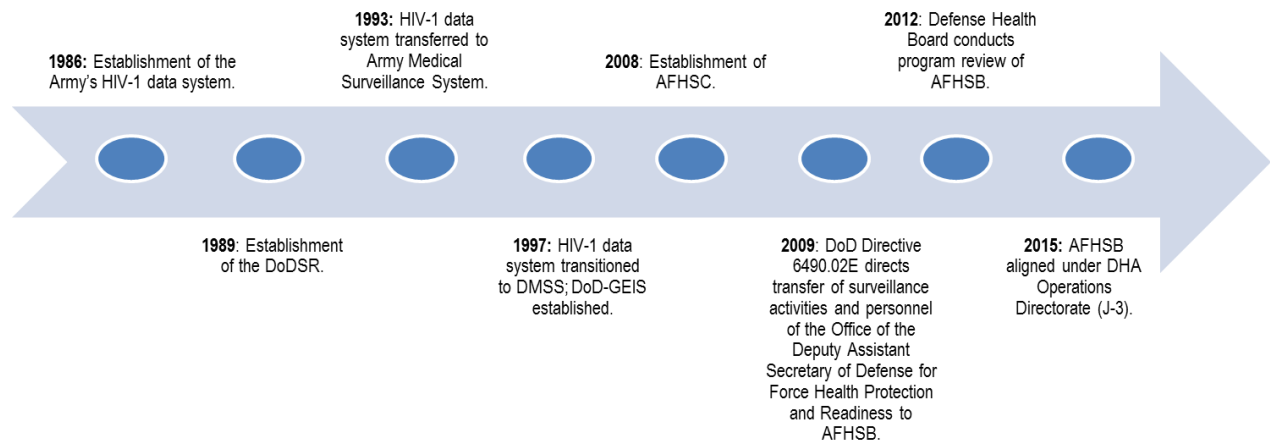 1986: Establishment of the
Army's HIV-1 data system.
1989: Establishment
of the DoDSR.
1993: HIV-1 data
system transferred to
Army Medical
Surveillance System.
1997: HIV-1 data
system transitioned
to DMSS; DoD-GEIS
established.
2008: Establishment of
AFHSC.
2009: DoD Directive
6490.02E directs
transfer of surveillance
activities and personnel
of the Office of the
Deputy Assistant
Secretary of Defense for
Force Health Protection
and Readiness to
AFHSB.
2012: Defense Health
Board conducts
program review of
AFHSB.
2015: AFHSB
aligned under DHA
Operations
Directorate (J-3).